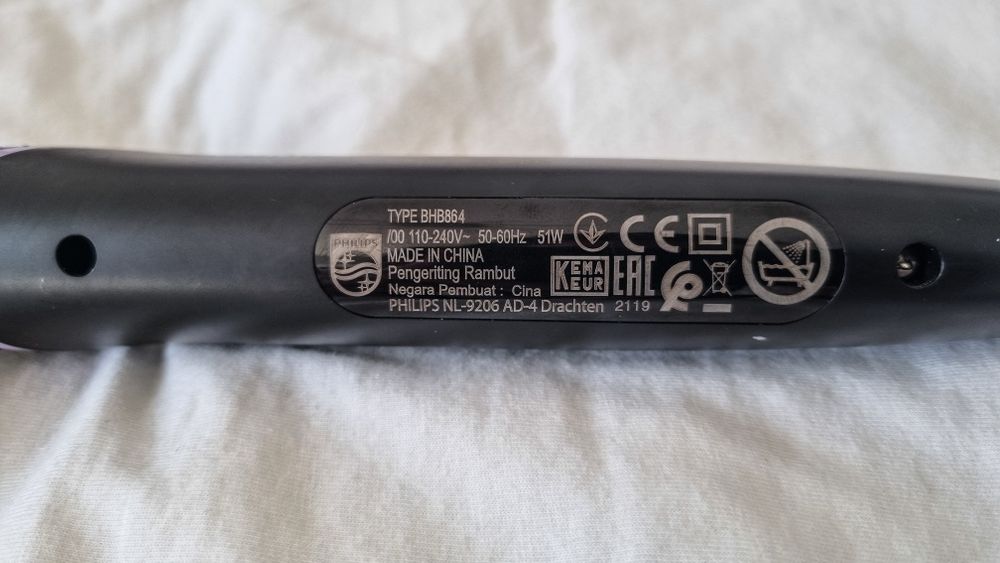 PHILIPS
TYPE BHB864
/00 110-240V~ 50-60Hz 51W
MADE IN CHINA
Pengeriting Rambut
Negara Pembuat : Cina
PHILIPS NL-9206 AD-4 Drachten 2119
CE
KEMA
KEUR
EAC